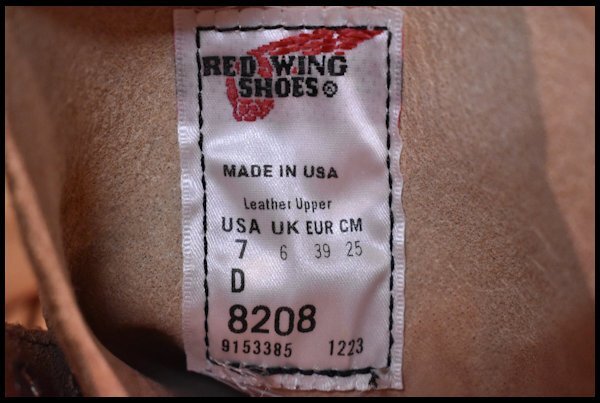 RED WING
SHOES®
MADE IN USA
Leather Upper
USA UK EUR CM
7 6 39 25
D
8208
9153385 1223